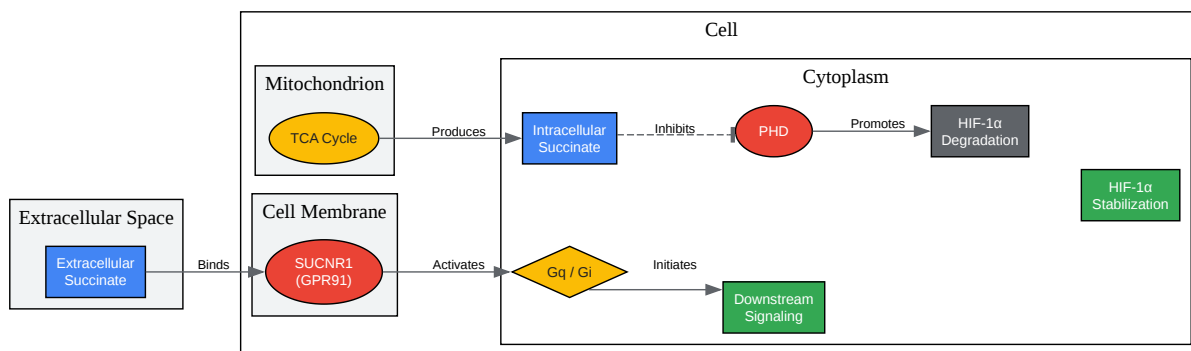 Cell
Mitochondrion
Cytoplasm
TCA Cycle
Produces
Intracellular
Succinate
Inhibits
PHD
Promotes
HIF-1α
Degradation
HIF-1α
Stabilization
Extracellular Space
Cell Membrane
Extracellular
Succinate
Binds
SUCNR1
(GPR91)
Activates
Gq / Gi
Initiates
Downstream
Signaling